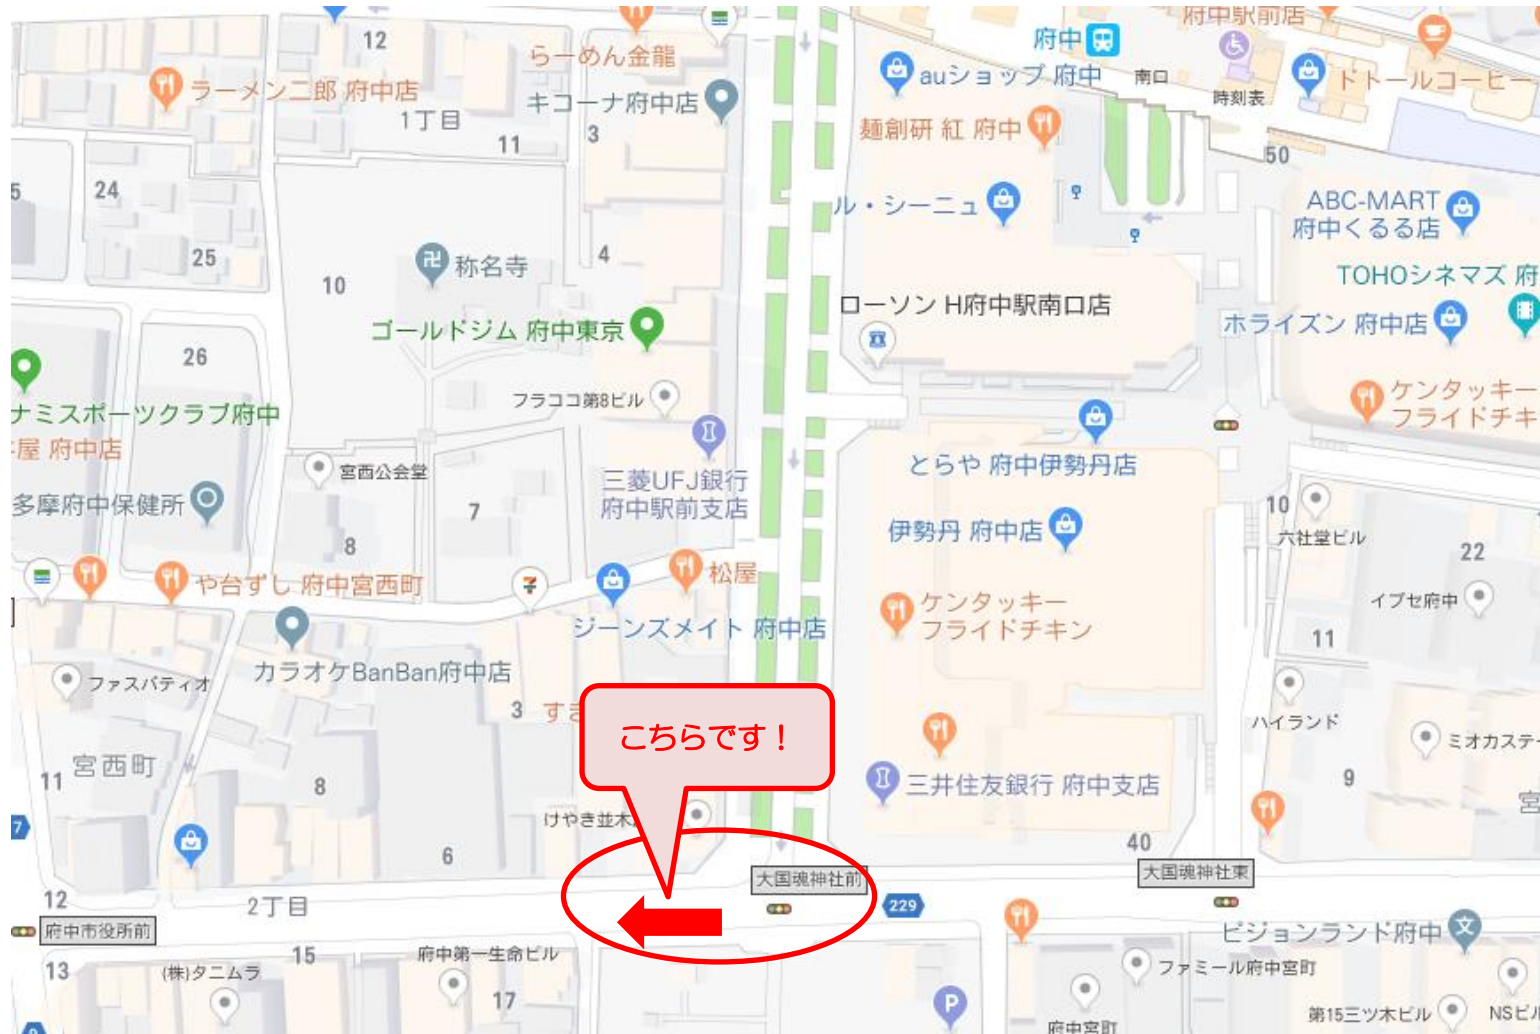 12
らーめん金龍
府中
府中駅前店
ラーメン二郎 府中店
キコーナ府中店
auショップ 府中
南口
時刻表
ドトールコーヒー
1丁目
11
3
麺創研 紅 府中
50
5
24
ル・シーニュ
ABC-MART
府中くるる店
25
10
卍
称名寺
4
TOHOシネマズ 府
ゴールドジム 府中東京
ローソン H府中駅南口店
ホライズン 府中店
26
フラココ第8ビル
ナミスポーツクラブ府中
屋 府中店
ケンタッキー
フライドチキ
宮西公会堂
三菱UFJ銀行
府中駅前支店
とらや 府中伊勢丹店
多摩府中保健所
7
8
伊勢丹 府中店
10
六社堂ビル
22
や台ずし 府中宮西町
7
松屋
ケンタッキー
フライドチキン
イブセ府中
ジーンズメイト 府中店
11
カラオケBanBan府中店
ファスパティオ
3
す
こちらです！
ハイランド
ミオカステ
宮西町
11
8
三井住友銀行 府中支店
9
宮
7
けやき並木
6
40
大国魂神社前
大国魂神社東
12
2丁目
229
府中市役所前
ビジョンランド府中
文
13
(株)タニムラ
15
府中第一生命ビル
17
ファミール府中宮町
P
府中宮町
第15三ツ木ビル
NSビル
9